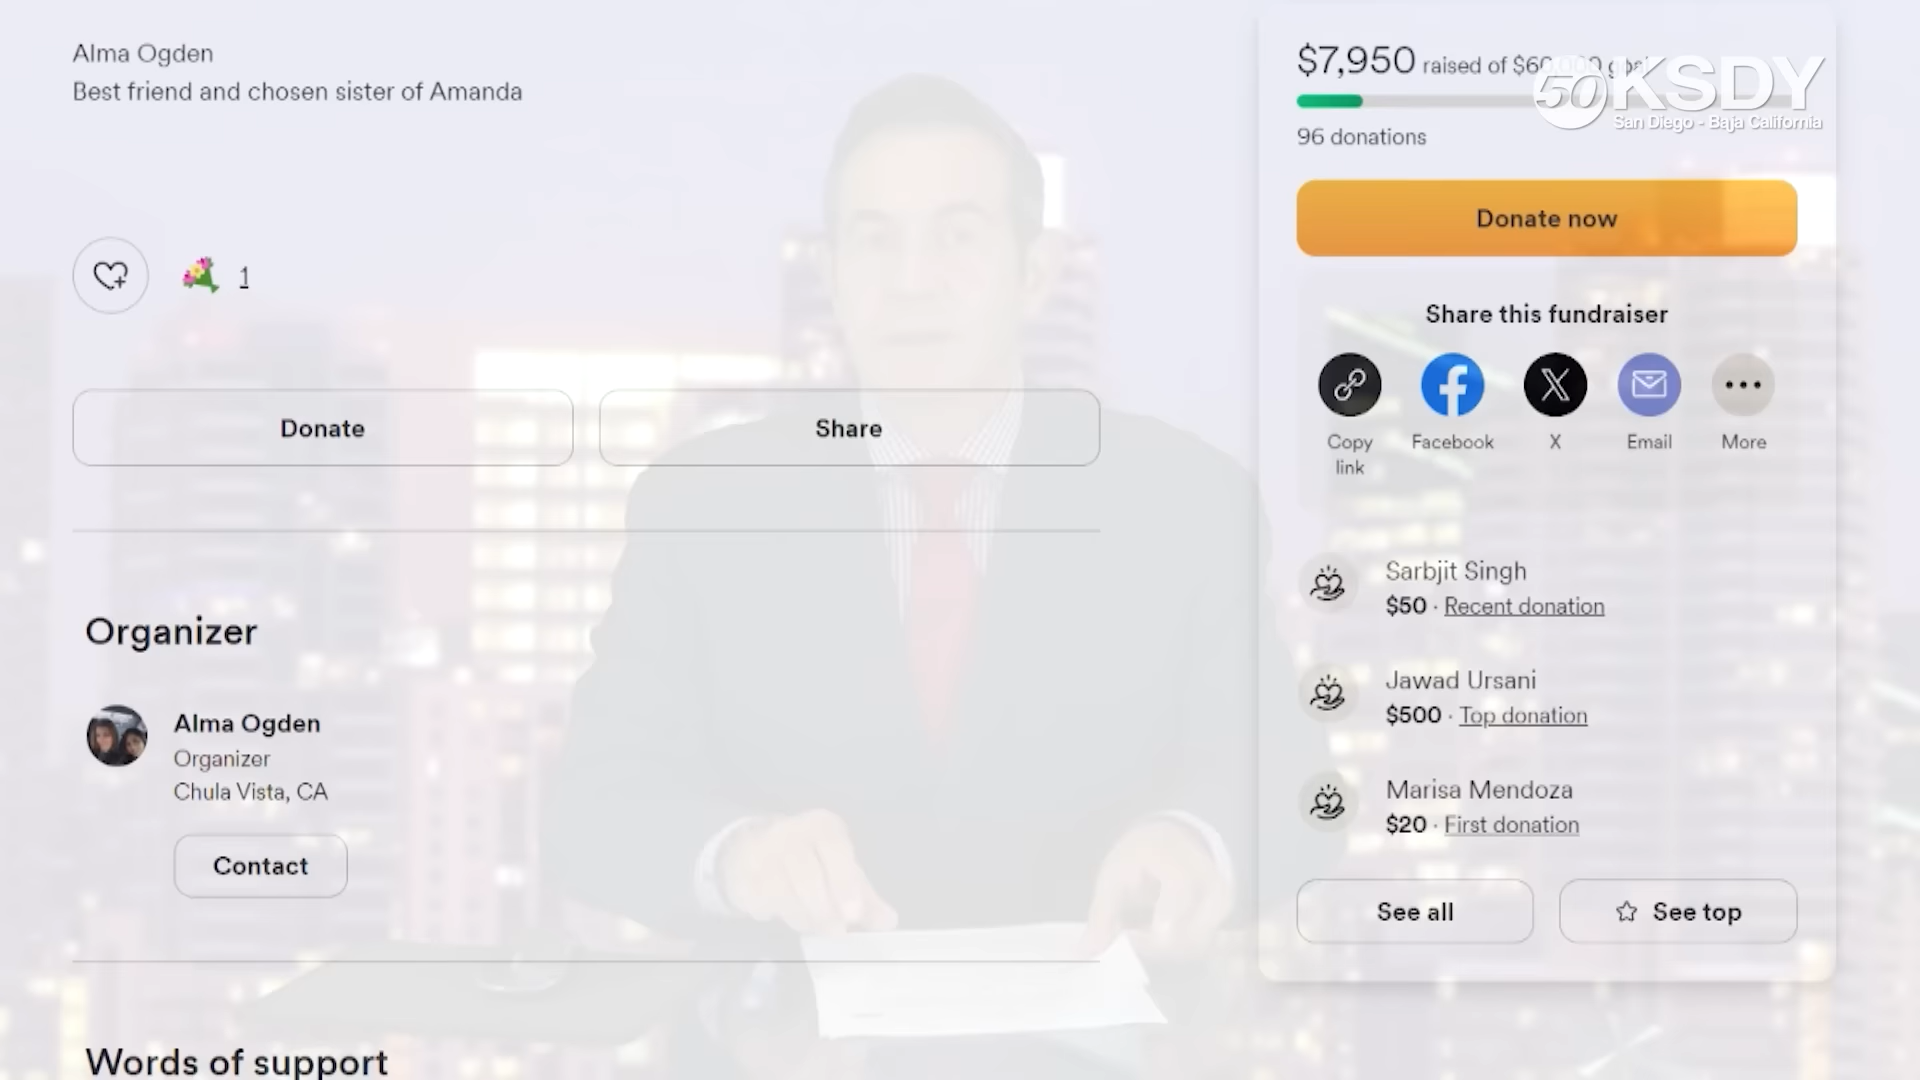 Alma Ogden
Best friend and chosen sister of Amanda
1
Donate
Share
Organizer
Alma Ogden
Organizer
Chula Vista, CA
Contact
Words of support
$7,950 raised of $60,000 goal
50 KSDY
San Diego - Baja California
96 donations
Donate now
Share this fundraiser
Copy link
Facebook
X
Email
More
Sarbjit Singh
$50 · Recent donation
Jawad Ursani
$500 · Top donation
Marisa Mendoza
$20 · First donation
See all
See top